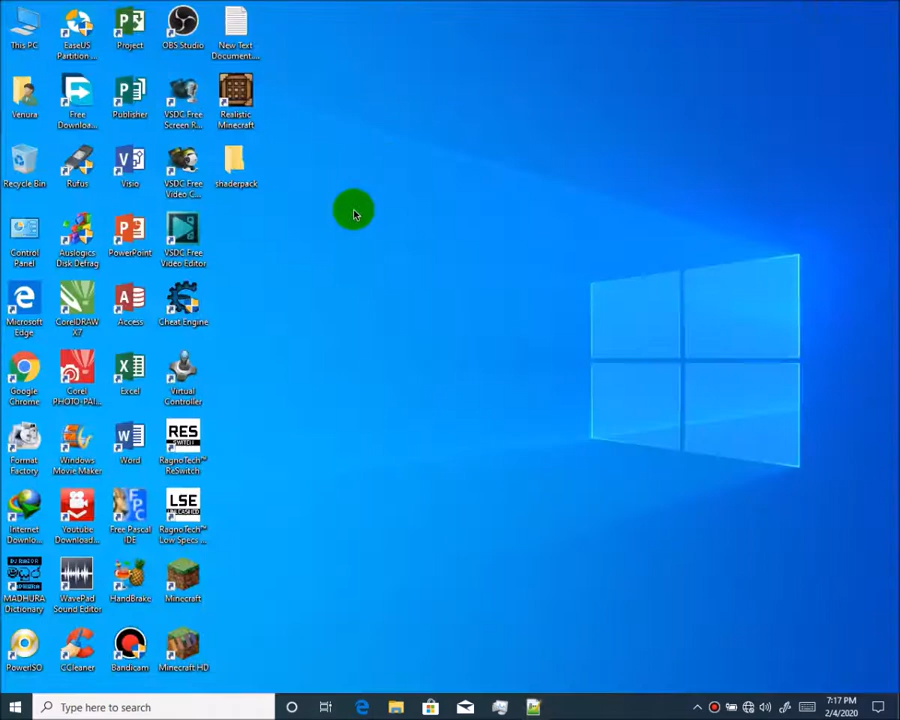 This PC
EaseUS
Partition ...
Project
OBS Studio
New Text
Document....
Venura
Free
Downloa...
Publisher
VSDC Free
Screen R...
Realistic
Minecraft
Recycle Bin
Rufus
Visio
VSDC Free
Video C...
shaderpack
Control
Panel
Auslogics
Disk Defrag
PowerPoint
VSDC Free
Video Editor
Microsoft
Edge
CorelDRAW
X7
Access
Cheat Engine
Google
Chrome
Corel
PHOTO-PAI...
Excel
Virtual
Controller
Format
Factory
Windows
Movie Maker
Word
RES
SWITCH
RagnoTech™
ReSwitch
Internet
Downlo...
Youtube
Download...
Free Pascal
IDE
LSE
RagnoTech™
Low Specs ...
MADHURA
Dictionary
WavePad
Sound Editor
HandBrake
Minecraft
PowerISO
CCleaner
Bandicam
Minecraft HD
Type here to search
7:17 PM
2/4/2020